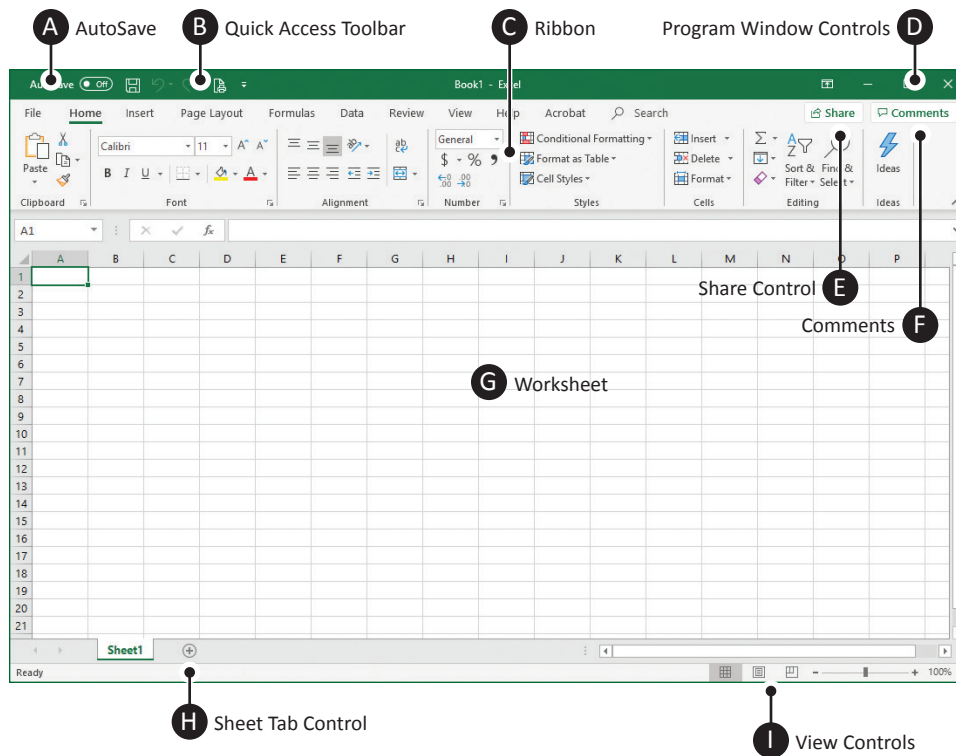 A AutoSave B Quick Access Toolbar C Ribbon Program Window Controls D
Off Book1 - Excel
File Home Insert Page Layout Formulas Data Review View Help Acrobat Search Share Comments
Calibri 11 A^ A˅ ab General Conditional Formatting Insert Σ A Z
Paste $ % 9 Format as Table Delete Sort & Find & Ideas
B I U A .00 .00 Cell Styles Format Filter Select
Clipboard Font Alignment Number Styles Cells Editing Ideas
A1 fx
A B C D E F G H I J K L M N O P
1
2 Share Control E
3
4 Comments F
5
6
7 G Worksheet
8
9
10
11
12
13
14
15
16
17
18
19
20
21
Sheet1
Ready 100%
H Sheet Tab Control
I View Controls